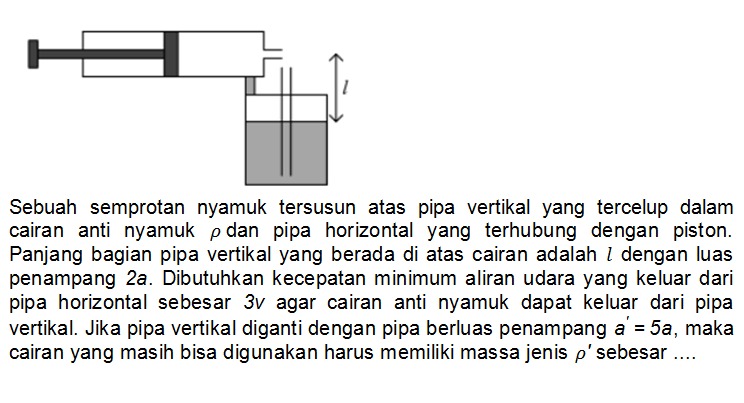 l
Sebuah semprotan nyamuk tersusun atas pipa vertikal yang tercelup dalam
cairan anti nyamuk ρ dan pipa horizontal yang terhubung dengan piston.
Panjang bagian pipa vertikal yang berada di atas cairan adalah l dengan luas
penampang 2a. Dibutuhkan kecepatan minimum aliran udara yang keluar dari
pipa horizontal sebesar 3v agar cairan anti nyamuk dapat keluar dari pipa
vertikal. Jika pipa vertikal diganti dengan pipa berluas penampang a' = 5a, maka
cairan yang masih bisa digunakan harus memiliki massa jenis ρ' sebesar ....